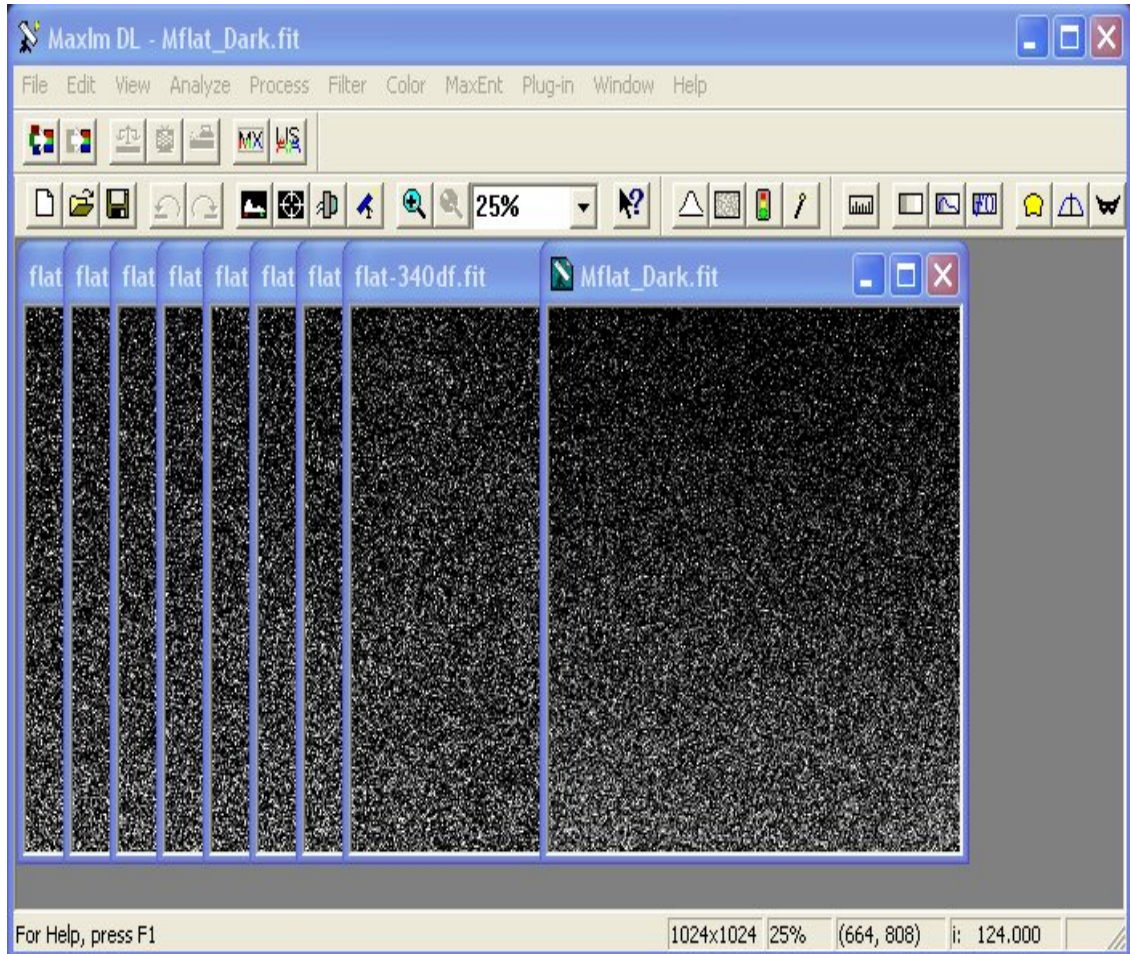 MaxIm DL - Mflat_Dark.fit
File Edit View Analyze Process Filter Color MaxEnt Plug-in Window Help
MX
25%
flat flat flat flat flat flat flat flat-340df.fit Mflat_Dark.fit
For Help, press F1 1024x1024 25% (664, 808) i: 124.000